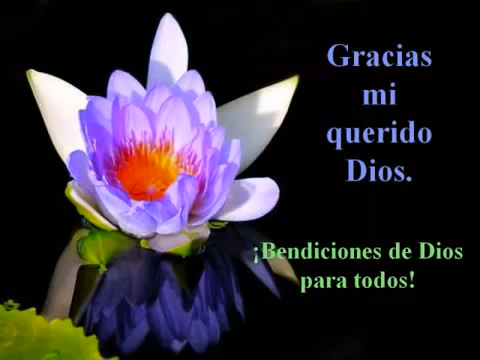 Gracias
mi
querido
Dios.
¡Bendiciones de Dios
para todos!